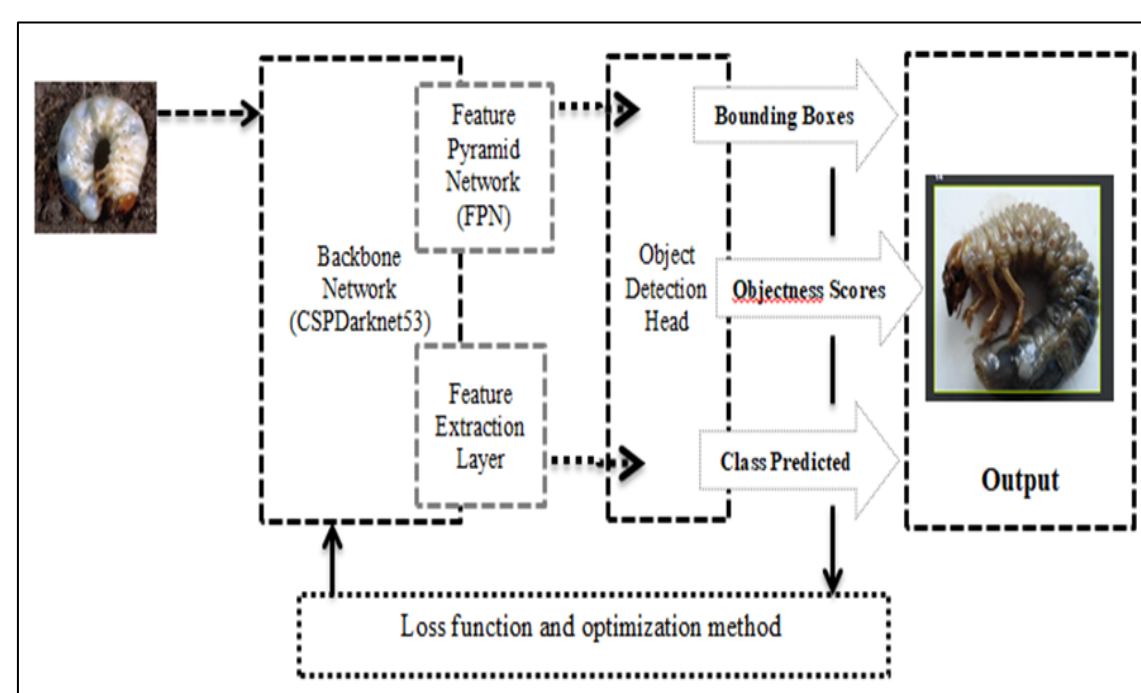 Feature
Pyramid
Network
(FPN)
Backbone
Network
(CSPDarknet53)
Feature
Extraction
Layer
Object
Detection
Head
Bounding Boxes
Objectness Scores
Class Predicted
Output
Loss function and optimization method